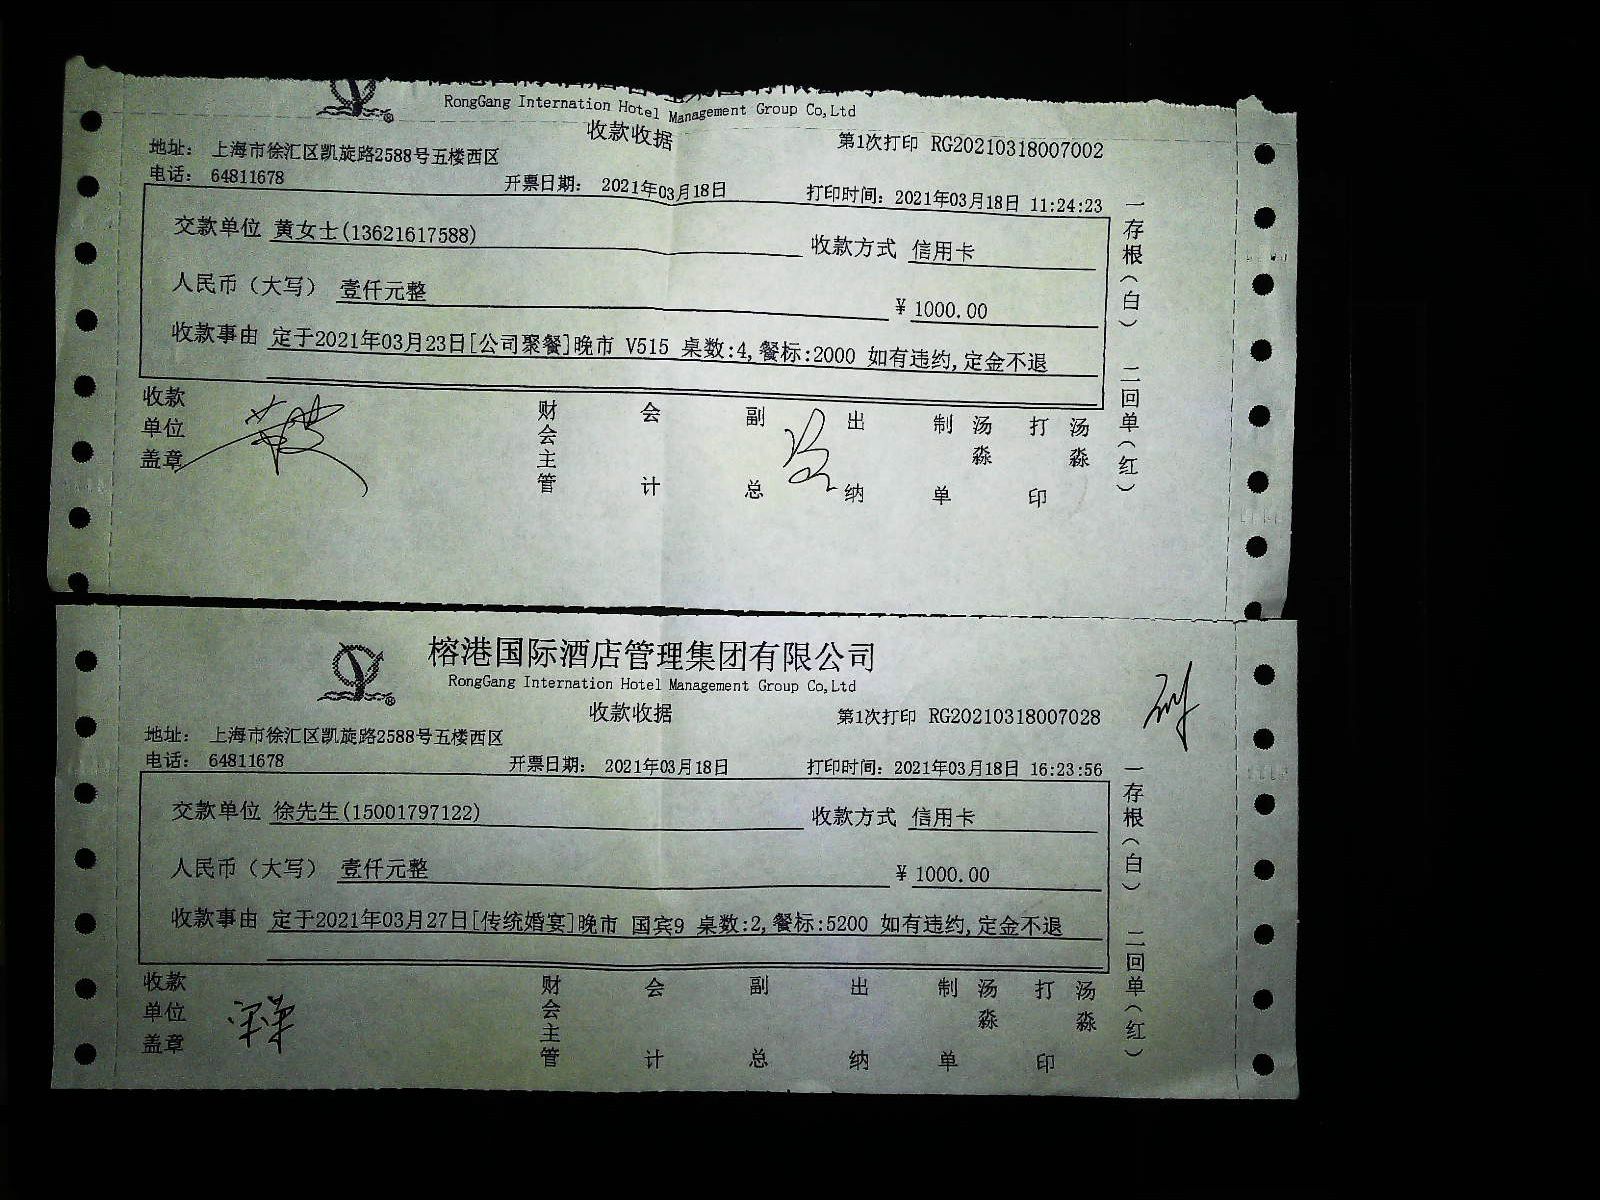 RongGang Internation Hotel Management Group Co,Ltd
收款收据
第1次打印 RG20210318007002
地址： 上海市徐汇区凯旋路2588号五楼西区
电话： 64811678
开票日期： 2021年03月18日
打印时间：2021年03月18日 11:24:23
交款单位 黄女士(13621617588)
收款方式 信用卡
人民币（大写） 壹仟元整
¥ 1000.00
收款事由 定于2021年03月23日[公司聚餐]晚市 V515 桌数:4,餐标:2000 如有违约,定金不退
收款单位盖章
财会主管
会计
副总
出纳
制单
汤淼
打印
汤淼
一存根（白） 二回单（红）
榕港国际酒店管理集团有限公司
RongGang Internation Hotel Management Group Co,Ltd
收款收据
第1次打印 RG20210318007028
地址： 上海市徐汇区凯旋路2588号五楼西区
电话： 64811678
开票日期： 2021年03月18日
打印时间：2021年03月18日 16:23:56
交款单位 徐先生(15001797122)
收款方式 信用卡
人民币（大写） 壹仟元整
¥ 1000.00
收款事由 定于2021年03月27日[传统婚宴]晚市 国宾9 桌数:2,餐标:5200 如有违约,定金不退
收款单位盖章
财会主管
会计
副总
出纳
制单
汤淼
打印
汤淼
一存根（白） 二回单（红）